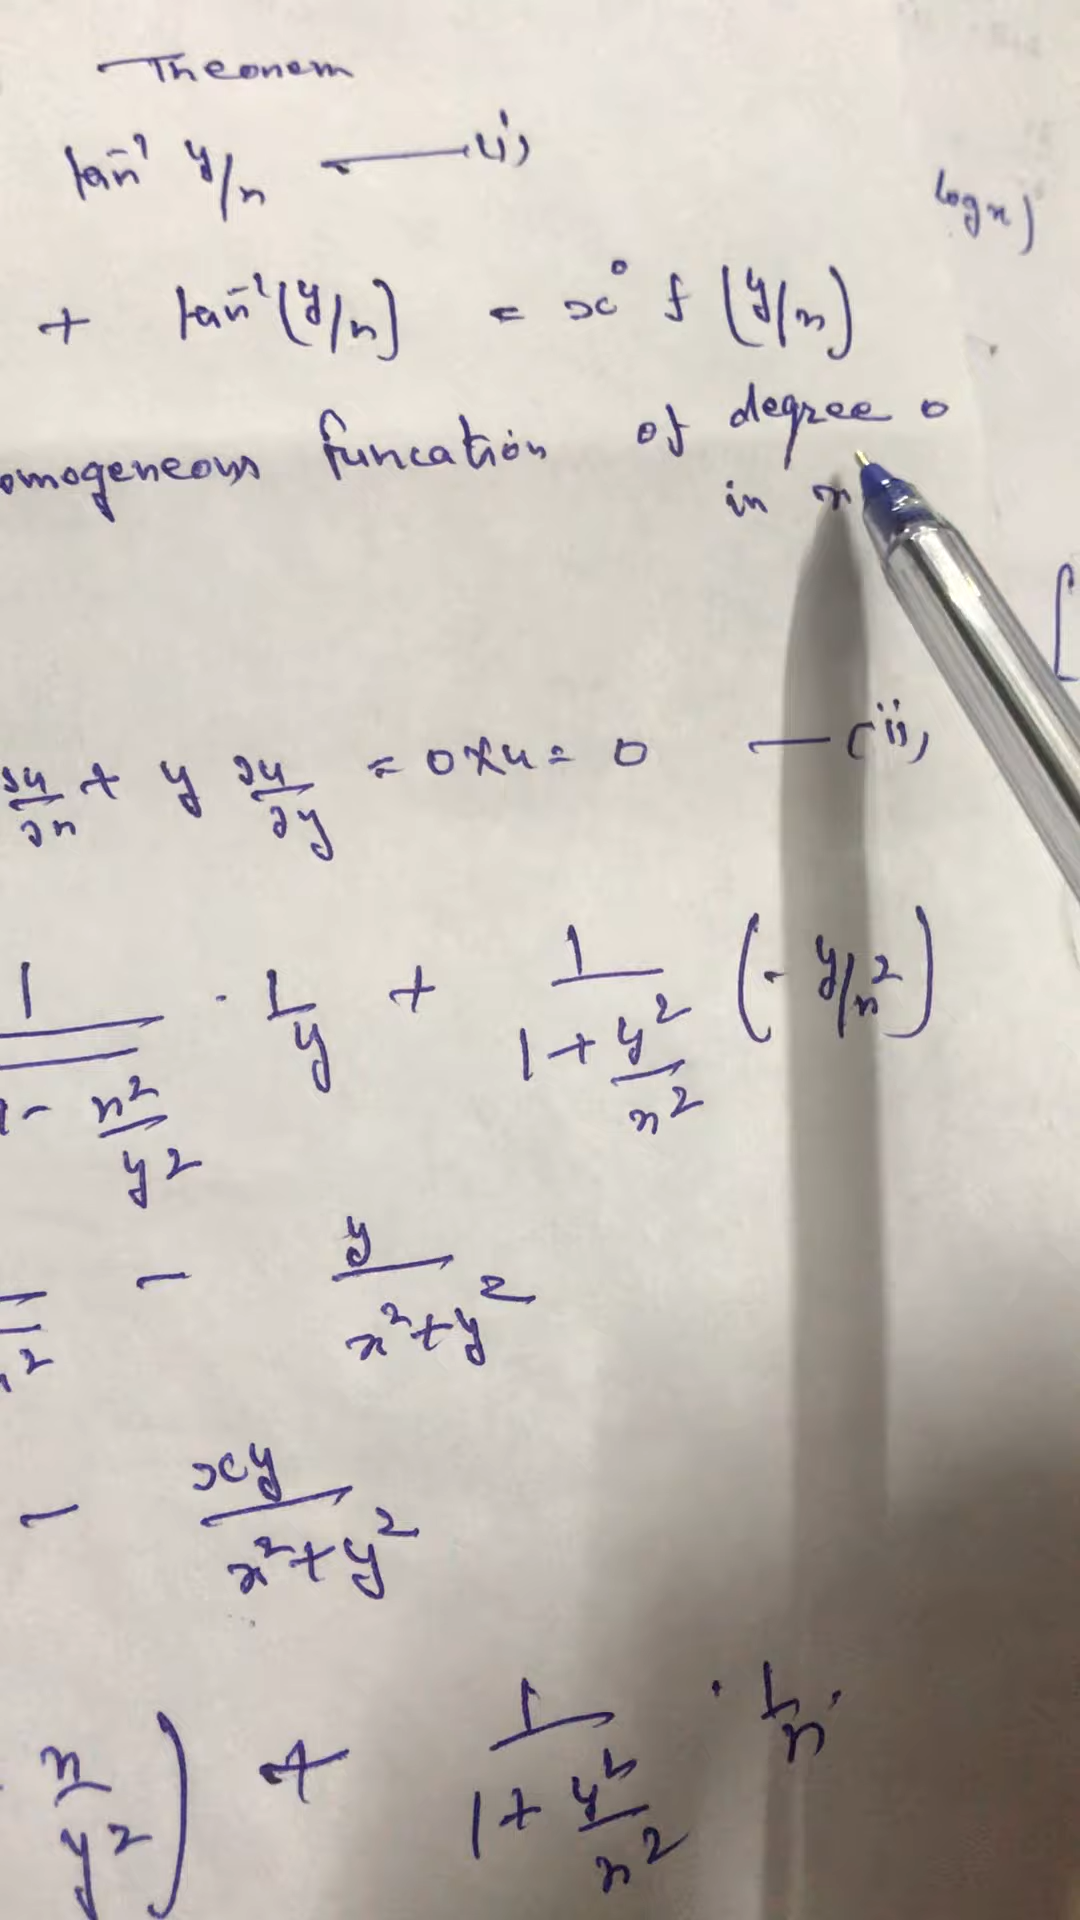 Theorem
tan⁻¹ y/x —— (i)
log x)
+ tan⁻¹(y/x) = x⁰ f (y/x)
omogeneous funcation of degree 0
in x
∂u/∂x + y ∂u/∂y = 0 × u = 0 — (ii)
1/√(1 - x²/y²) · 1/y + 1/(1 + y²/x²) (- y/x²)
- y/(x² + y²)
- xy/(x² + y²)
x/y²) + 1/(1 + y²/x²) · 1/x